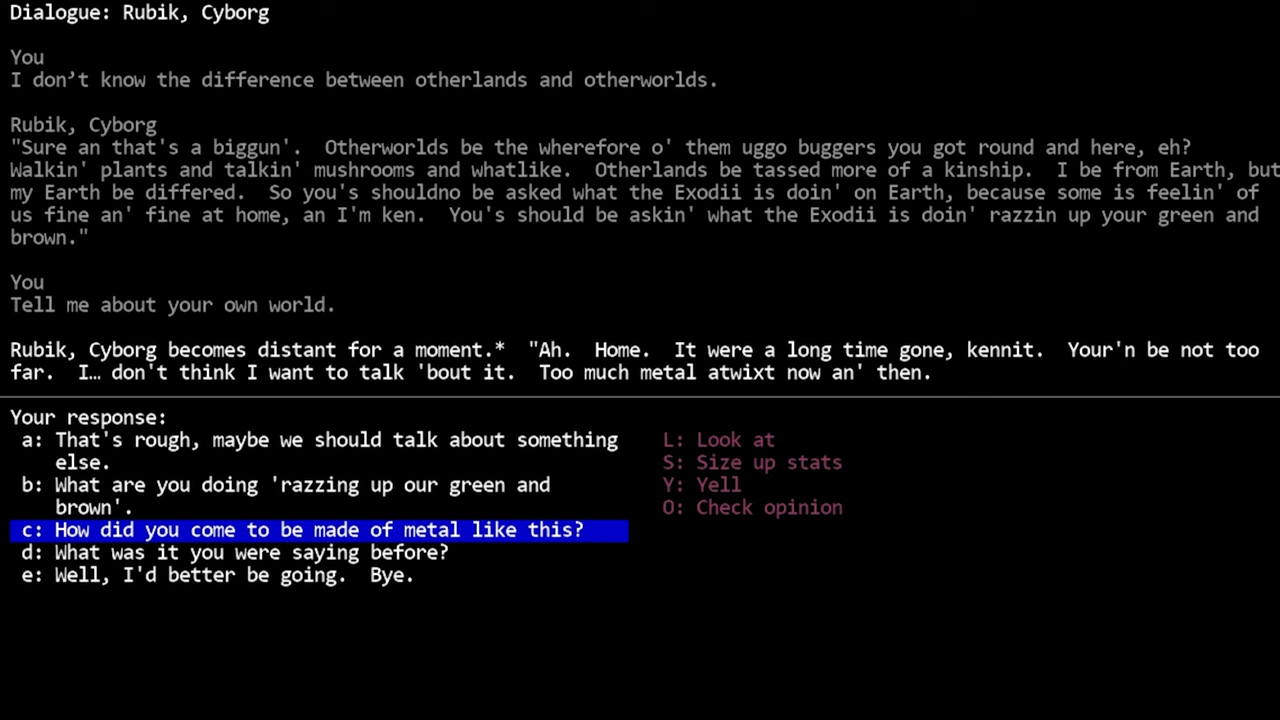 Dialogue: Rubik, Cyborg
You
I don’t know the difference between otherlands and otherworlds.
Rubik, Cyborg
"Sure an that's a biggun'.  Otherworlds be the wherefore o' them uggo buggers you got round and here, eh?
Walkin' plants and talkin' mushrooms and whatlike.  Otherlands be tassed more of a kinship.  I be from Earth, but
my Earth be differed.  So you's shouldno be asked what the Exodii is doin' on Earth, because some is feelin' of
us fine an' fine at home, an I'm ken.  You's should be askin' what the Exodii is doin' razzin up your green and
brown."
You
Tell me about your own world.
Rubik, Cyborg becomes distant for a moment.*  "Ah.  Home.  It were a long time gone, kennit.  Your'n be not too
far.  I… don't think I want to talk 'bout it.  Too much metal atwixt now an' then.
Your response:
a: That's rough, maybe we should talk about something
else.
b: What are you doing 'razzing up our green and
brown'.
c: How did you come to be made of metal like this?
d: What was it you were saying before?
e: Well, I'd better be going.  Bye.
L: Look at
S: Size up stats
Y: Yell
O: Check opinion